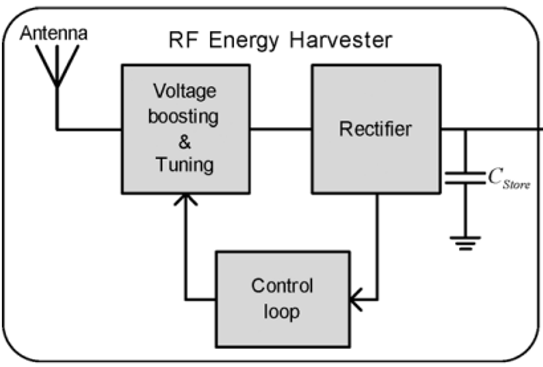 Antenna
RF Energy Harvester
Voltage
boosting
&
Tuning
Rectifier
C_Store
Control
loop